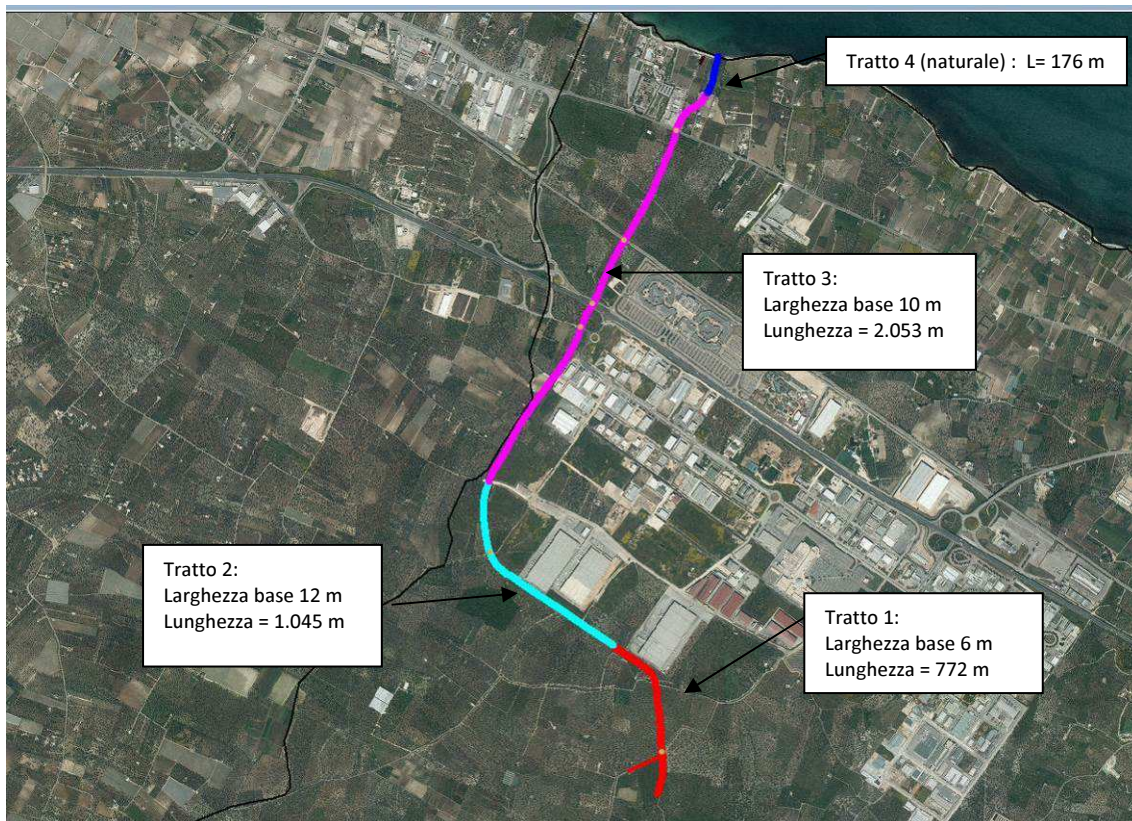 Tratto 4 (naturale) : L= 176 m
Tratto 3:
Larghezza base 10 m
Lunghezza = 2.053 m
Tratto 2:
Larghezza base 12 m
Lunghezza = 1.045 m
Tratto 1:
Larghezza base 6 m
Lunghezza = 772 m